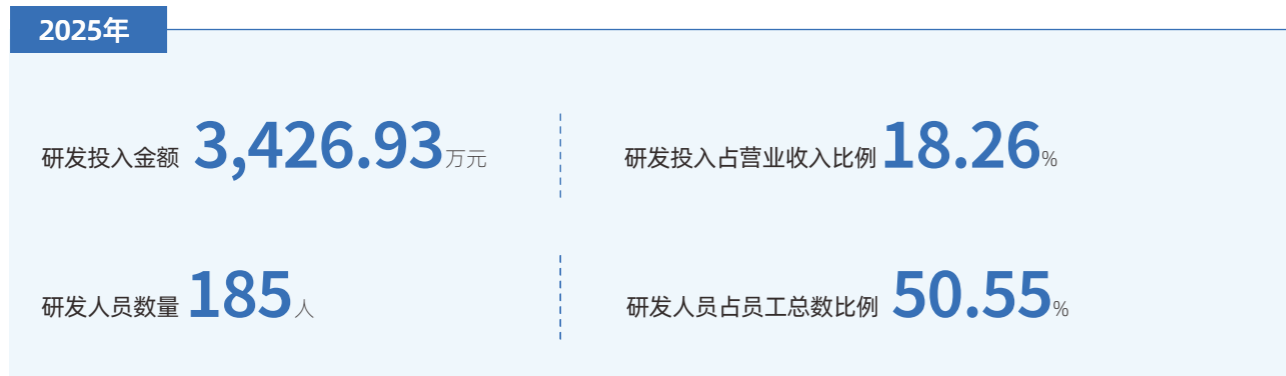 2025年
研发投入金额 3,426.93万元
研发投入占营业收入比例 18.26%
研发人员数量 185人
研发人员占员工总数比例 50.55%